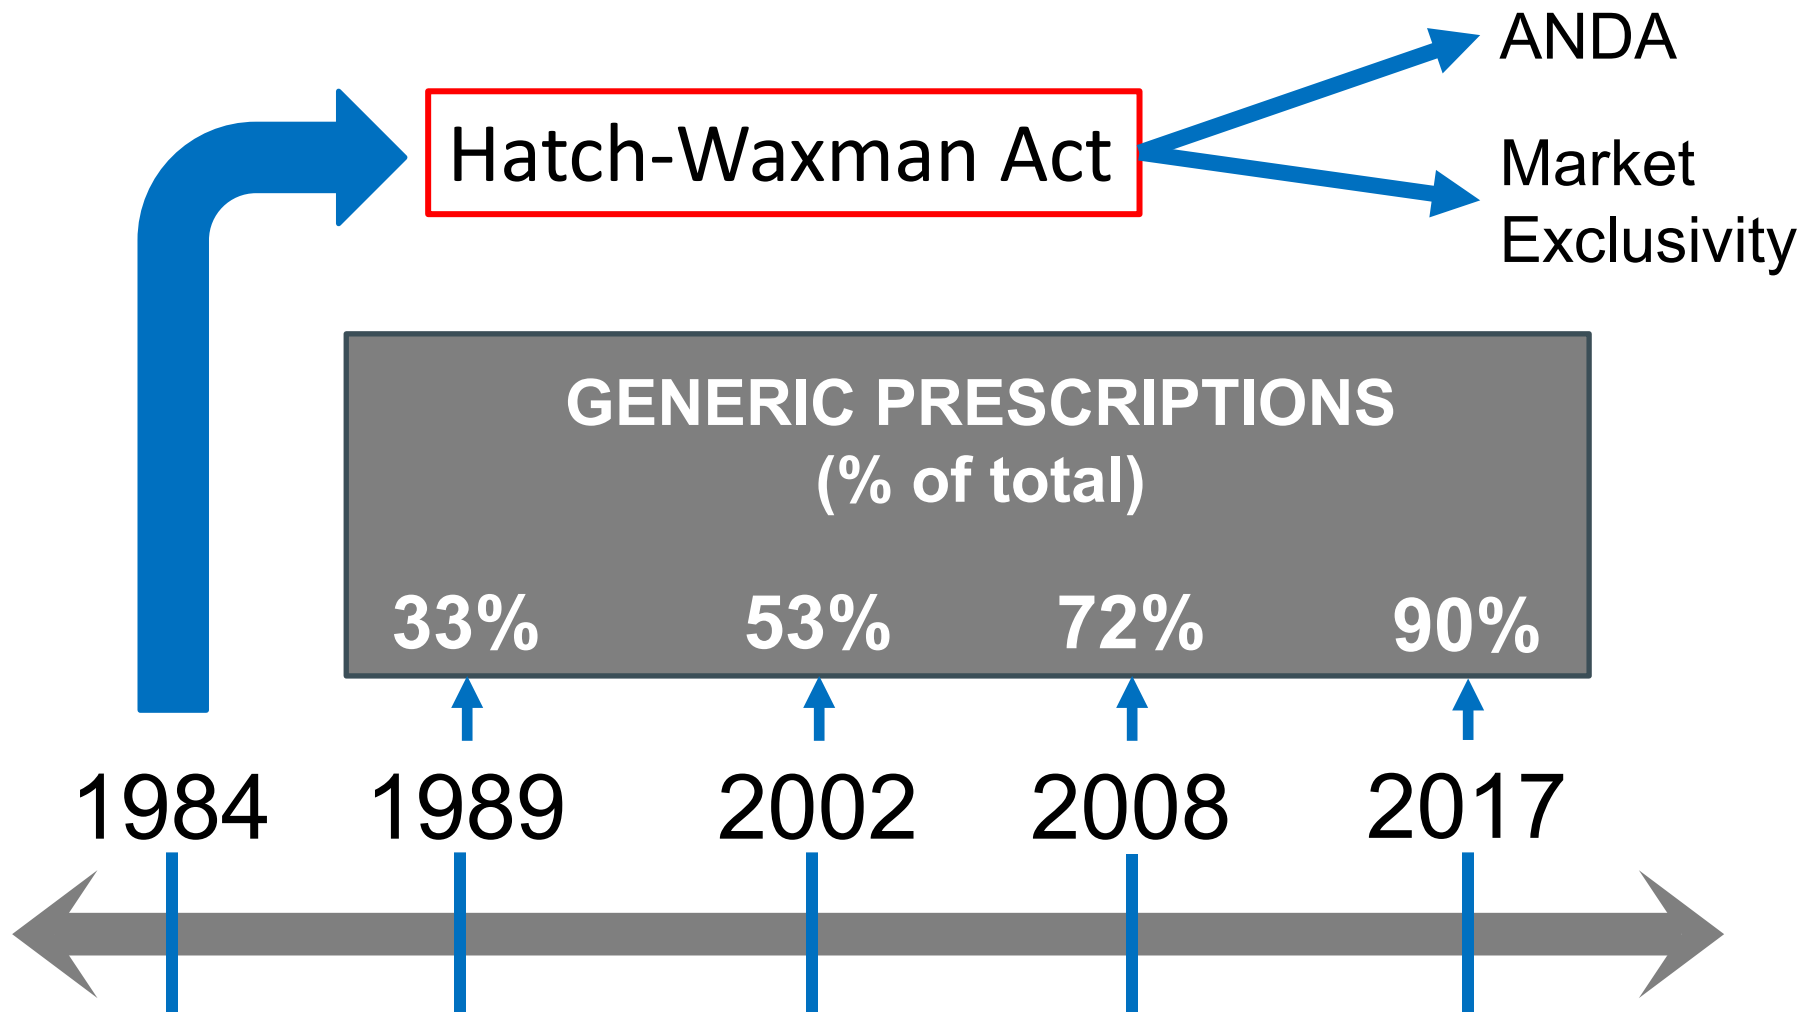 ANDA
Hatch-Waxman Act
Market
Exclusivity
GENERIC PRESCRIPTIONS
(% of total)
33% 53% 72% 90%
1984 1989 2002 2008 2017